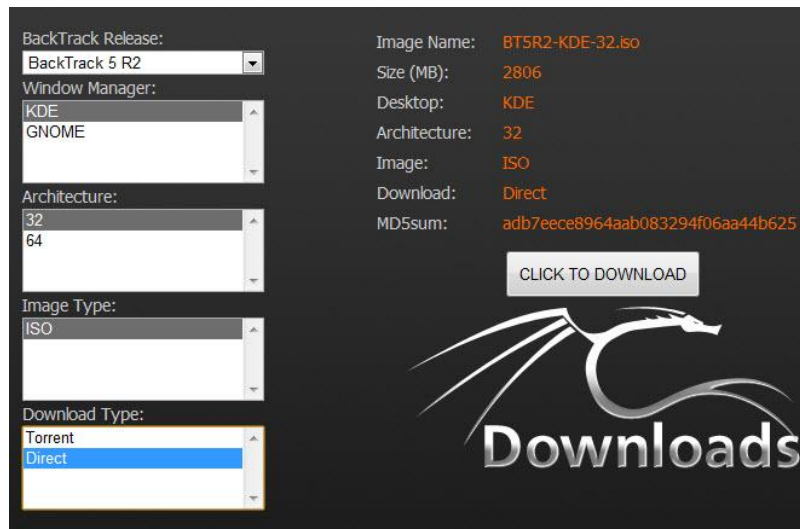 BackTrack Release:
BackTrack 5 R2
Window Manager:
KDE
GNOME
Architecture:
32
64
Image Type:
ISO
Download Type:
Torrent
Direct
Image Name: BT5R2-KDE-32.iso
Size (MB): 2806
Desktop: KDE
Architecture: 32
Image: ISO
Download: Direct
MD5sum: adb7eece8964aab083294f06aa44b625
CLICK TO DOWNLOAD
Downloads